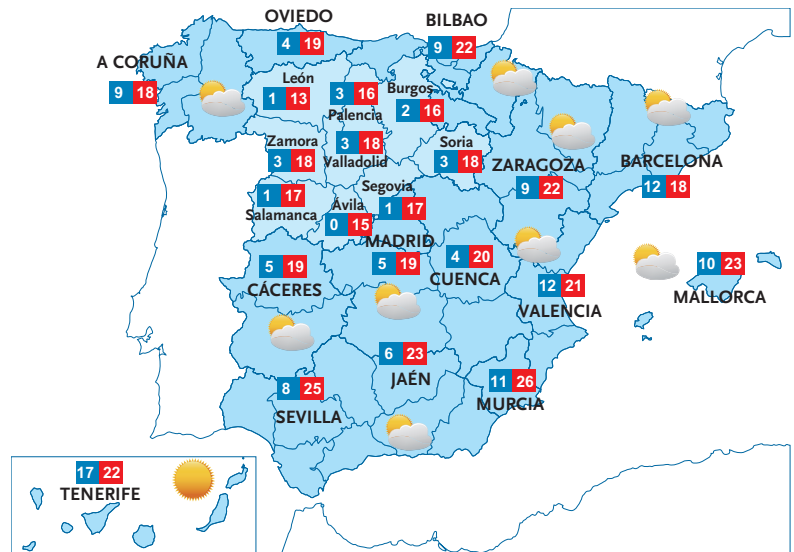 OVIEDO
4 19
BILBAO
9 22
A CORUÑA
9 18
León
1 13
3 16
Palencia
Burgos
2 16
Zamora
3 18
3 18
Valladolid
Soria
3 18
ZARAGOZA
9 22
BARCELONA
12 18
1 17
Salamanca
Ávila
0 15
Segovia
1 17
MADRID
5 19
4 20
CUENCA
5 19
CÁCERES
12 21
VALENCIA
10 23
MALLORCA
6 23
JAÉN
8 25
SEVILLA
11 26
MURCIA
17 22
TENERIFE